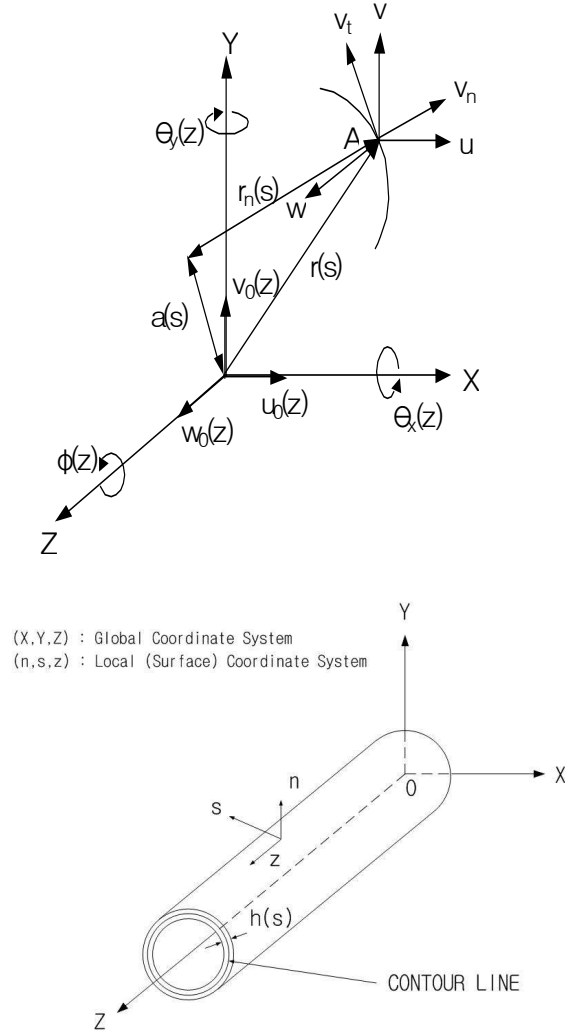 Y
v_t
v
v_n
θ_y(z)
A
u
r_n(s)
w
r(s)
v_0(z)
a(s)
X
u_0(z)
w_0(z)
θ_x(z)
ϕ(z)
Z
Y
(X,Y,Z) : Global Coordinate System
(n,s,z) : Local (Surface) Coordinate System
X
n
0
s
z
h(s)
CONTOUR LINE
Z